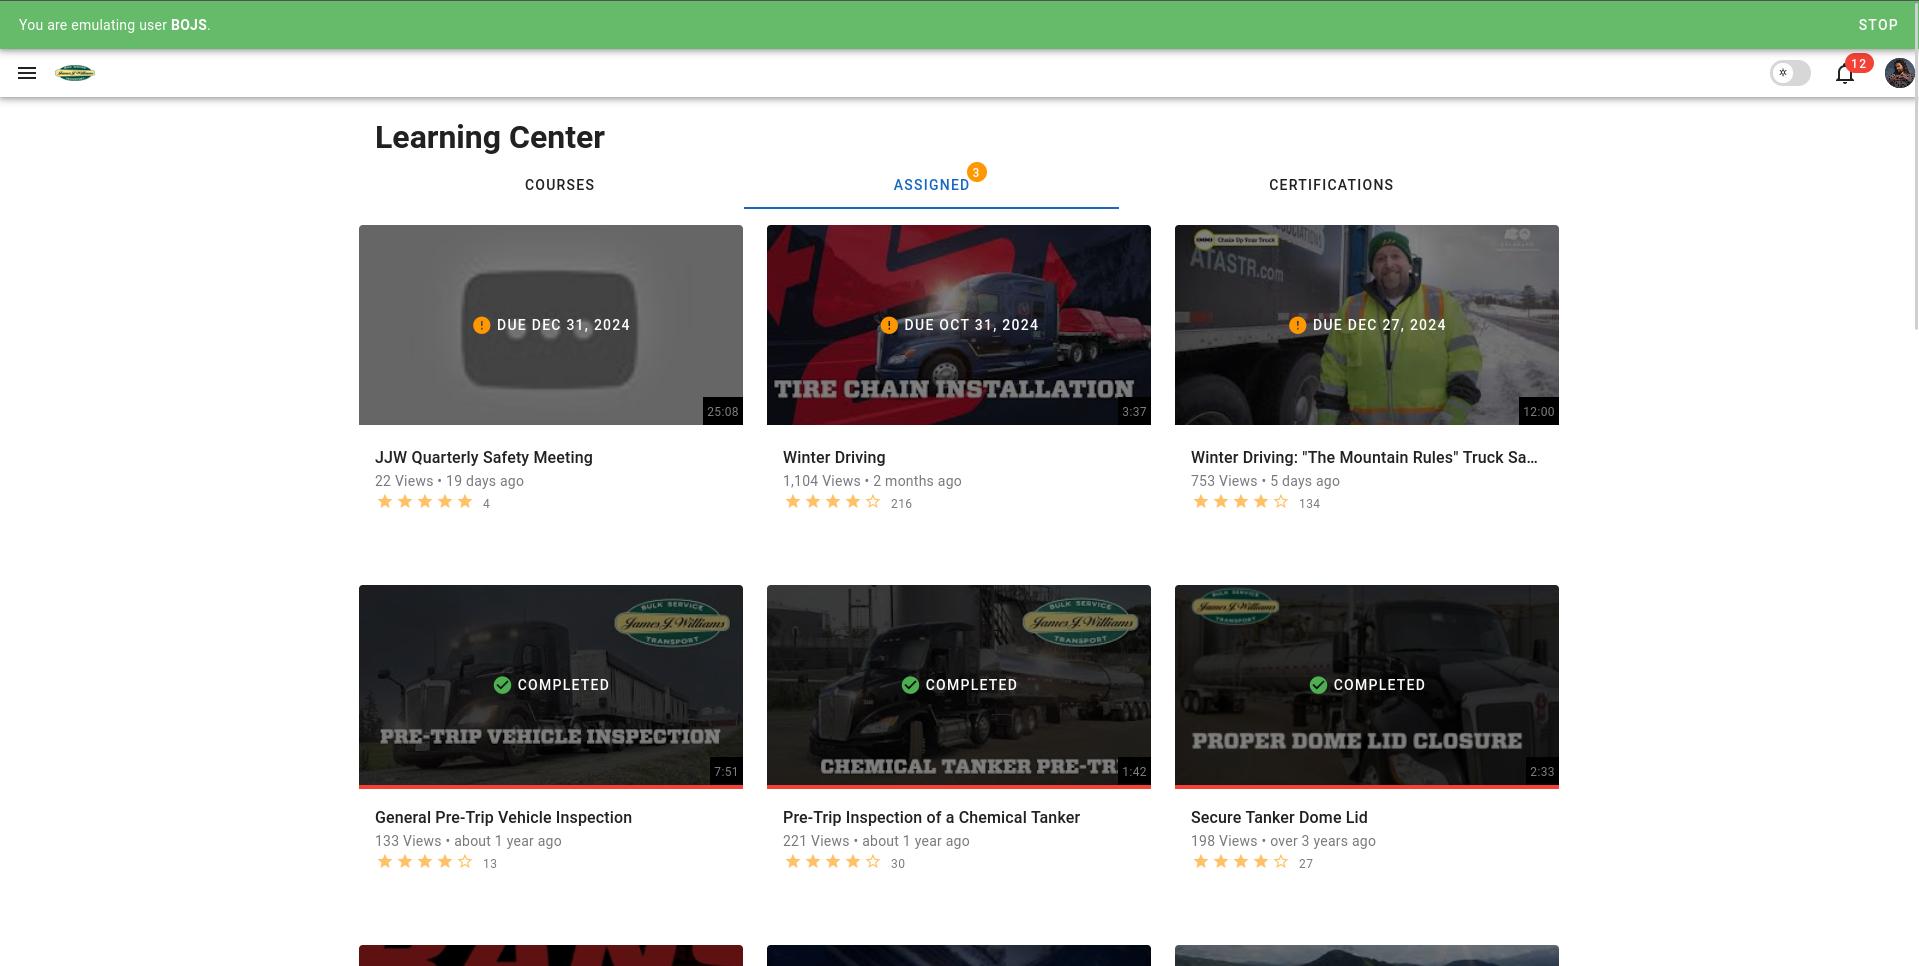 You are emulating user BOJS.
STOP
12
Learning Center
COURSES
ASSIGNED
3
CERTIFICATIONS
DUE DEC 31, 2024
25:08
DUE OCT 31, 2024
TIRE CHAIN INSTALLATION
3:37
Chain Up Your Truck
ATASTR.com
DUE DEC 27, 2024
12:00
JJW Quarterly Safety Meeting
22 Views • 19 days ago
4
Winter Driving
1,104 Views • 2 months ago
216
Winter Driving: "The Mountain Rules" Truck Sa...
753 Views • 5 days ago
134
BULK SERVICE
James J. Williams
TRANSPORT
COMPLETED
PRE-TRIP VEHICLE INSPECTION
7:51
BULK SERVICE
James J. Williams
TRANSPORT
COMPLETED
CHEMICAL TANKER PRE-TR
1:42
BULK SERVICE
James J. Williams
TRANSPORT
COMPLETED
PROPER DOME LID CLOSURE
2:33
General Pre-Trip Vehicle Inspection
133 Views • about 1 year ago
13
Pre-Trip Inspection of a Chemical Tanker
221 Views • about 1 year ago
30
Secure Tanker Dome Lid
198 Views • over 3 years ago
27